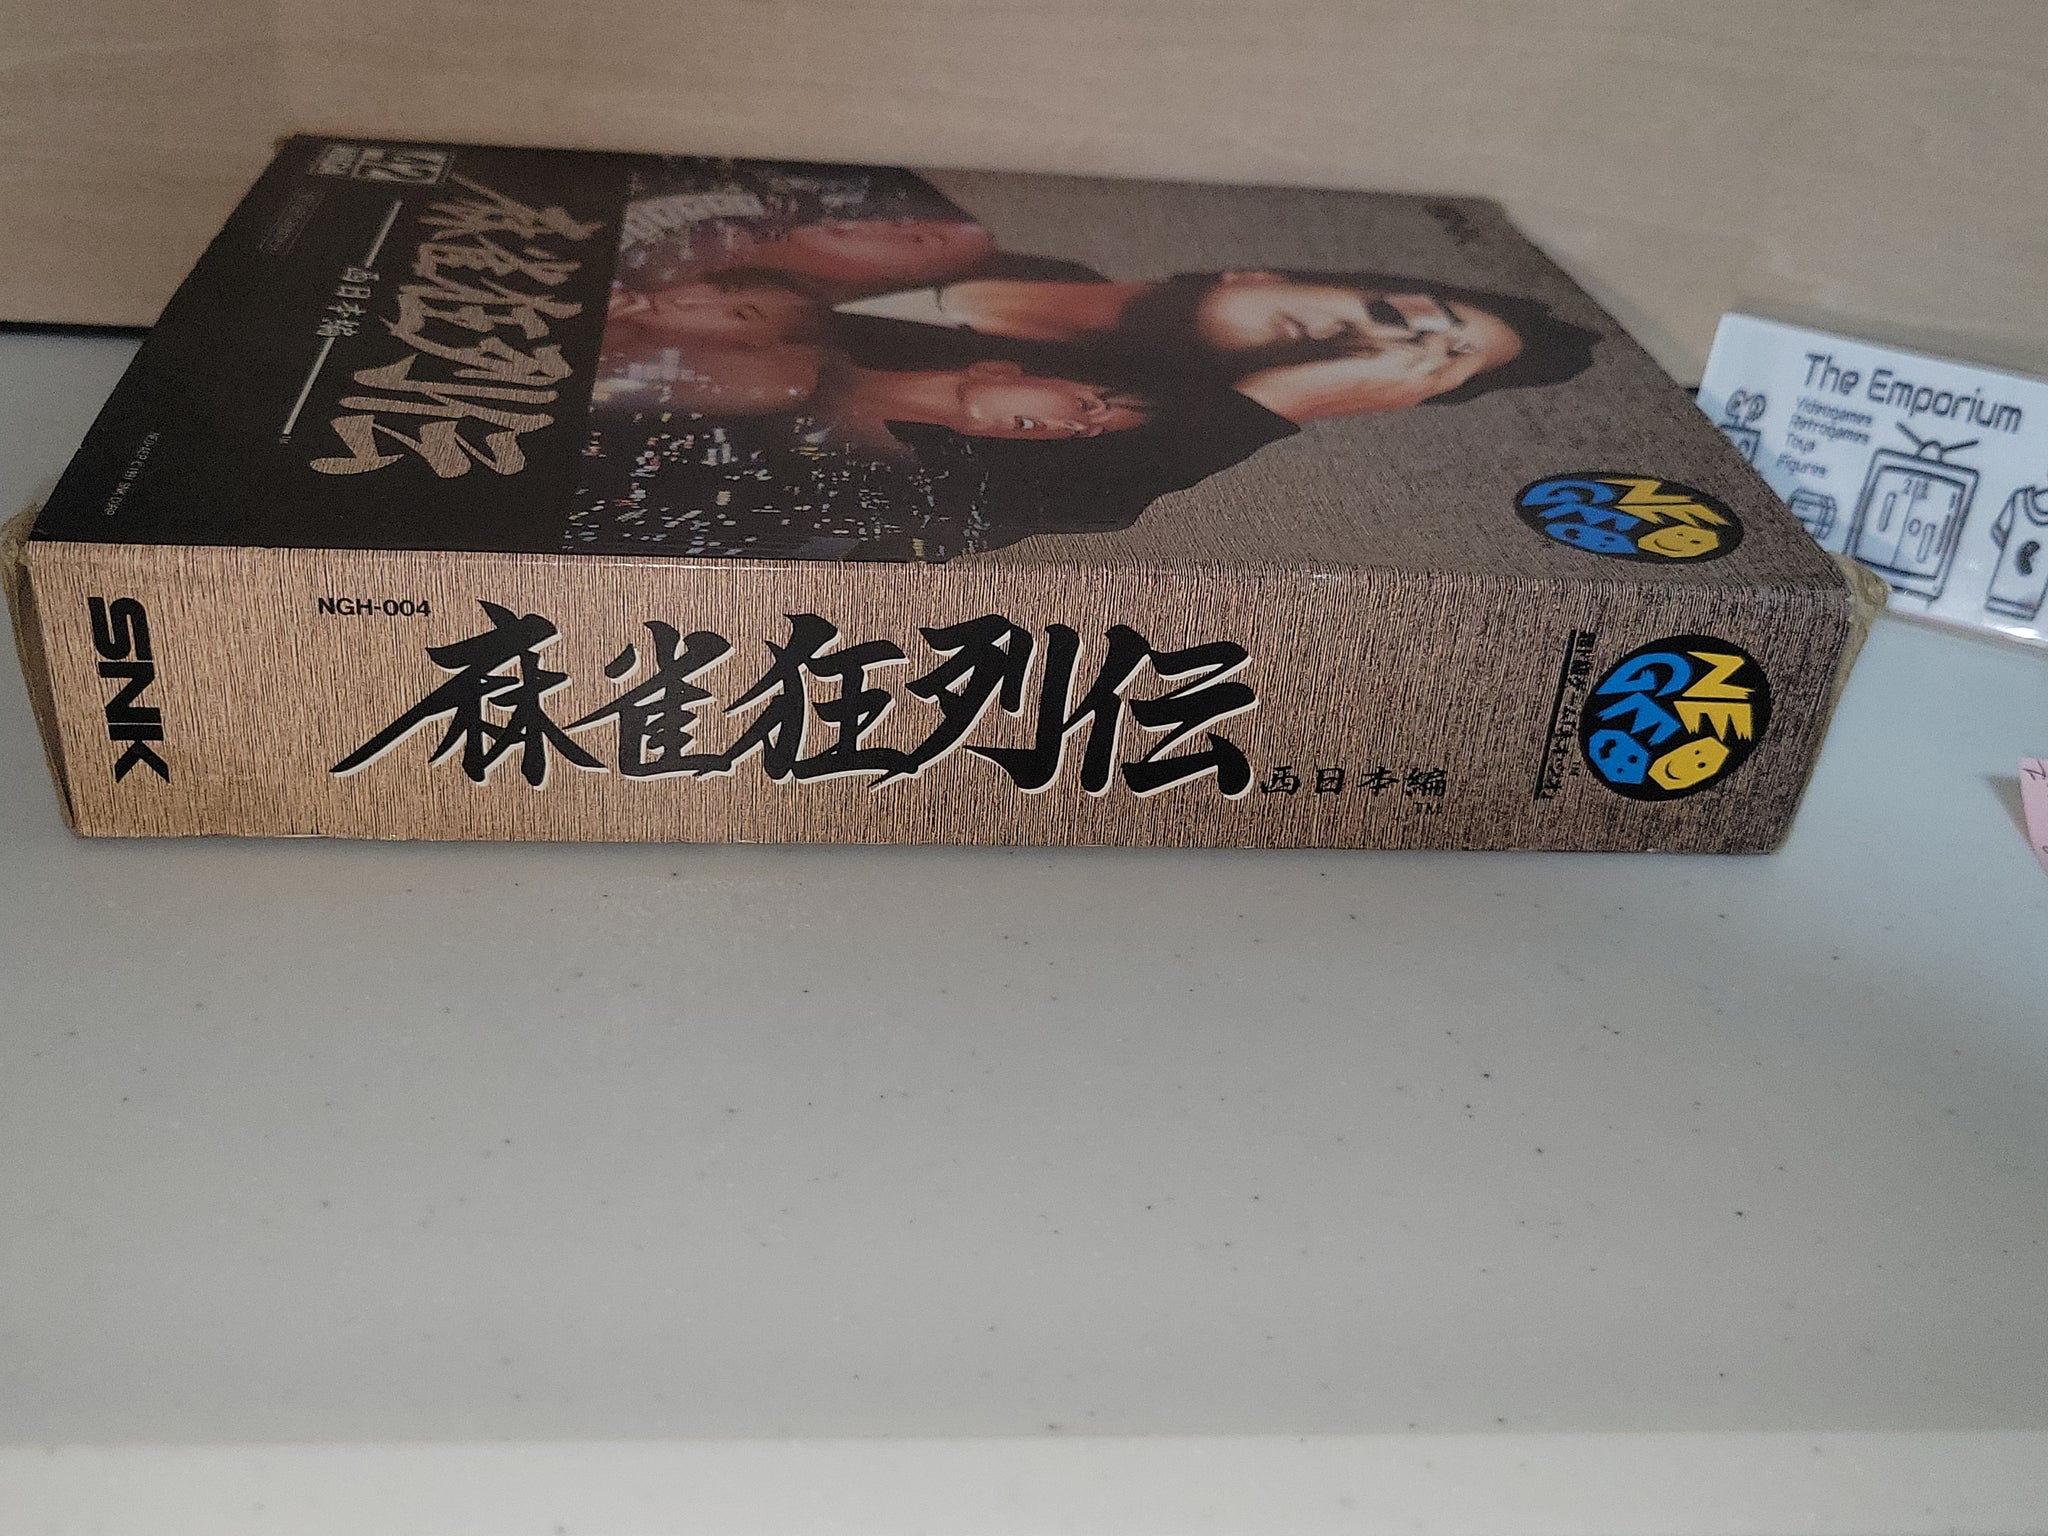 麻雀狂列伝
西日本編
NEO
GEO
SNK
NGH-004
麻雀狂列伝
西日本編
TM
NEO
GEO
The Emporium
Videogames
Retrogames
Toys
Figures